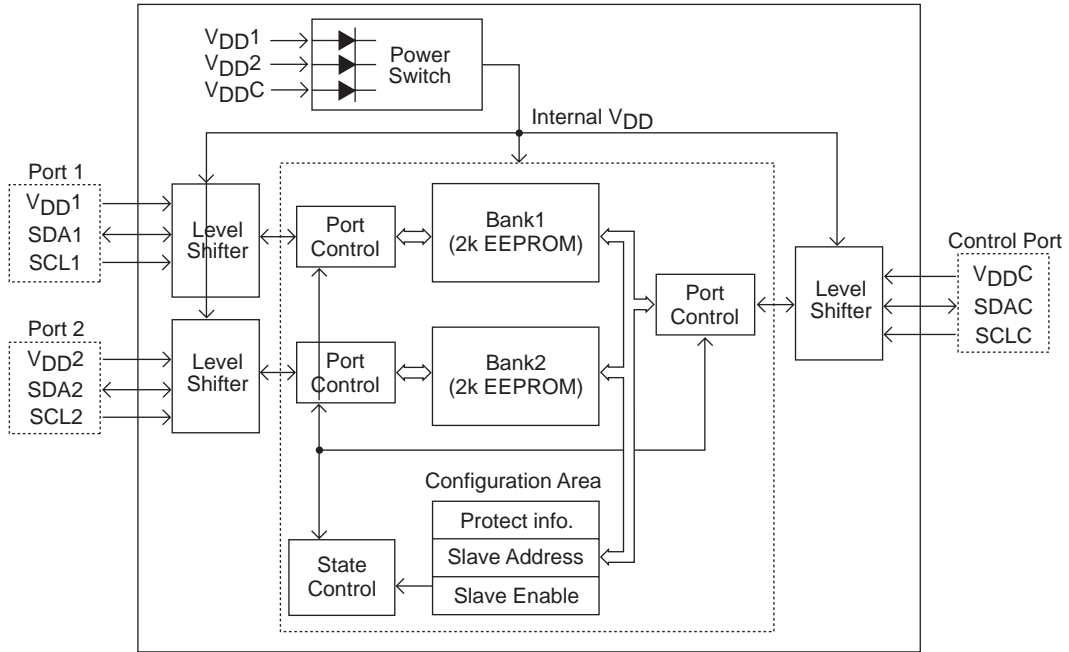 VDD1
VDD2
VDDC
Power
Switch
Internal VDD
Port 1
VDD1
SDA1
SCL1
Level
Shifter
Port
Control
Bank1
(2k EEPROM)
Port
Control
Level
Shifter
Control Port
VDDC
SDAC
SCLC
Port 2
VDD2
SDA2
SCL2
Level
Shifter
Port
Control
Bank2
(2k EEPROM)
Configuration Area
Protect info.
Slave Address
Slave Enable
State
Control